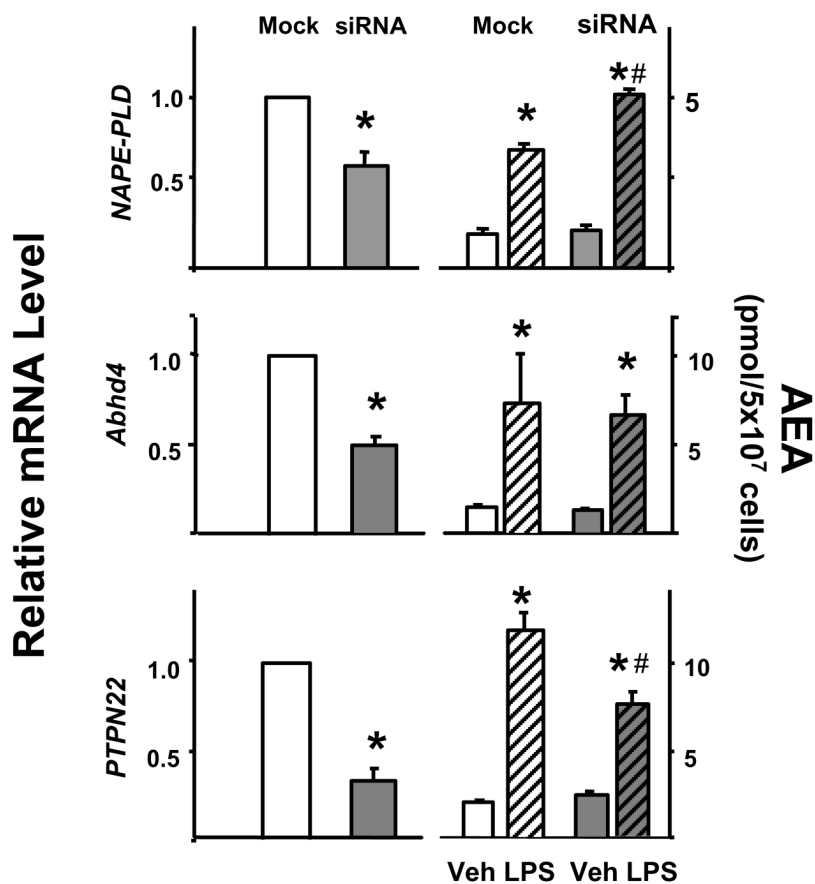 Mock siRNA Mock siRNA
NAPE-PLD
1.0
0.5
*
*
*#
5
Relative mRNA Level
Abhd4
1.0
0.5
*
*
*
10
5
AEA
(pmol/5x10⁷ cells)
PTPN22
1.0
0.5
*
*
*#
10
5
Veh LPS Veh LPS